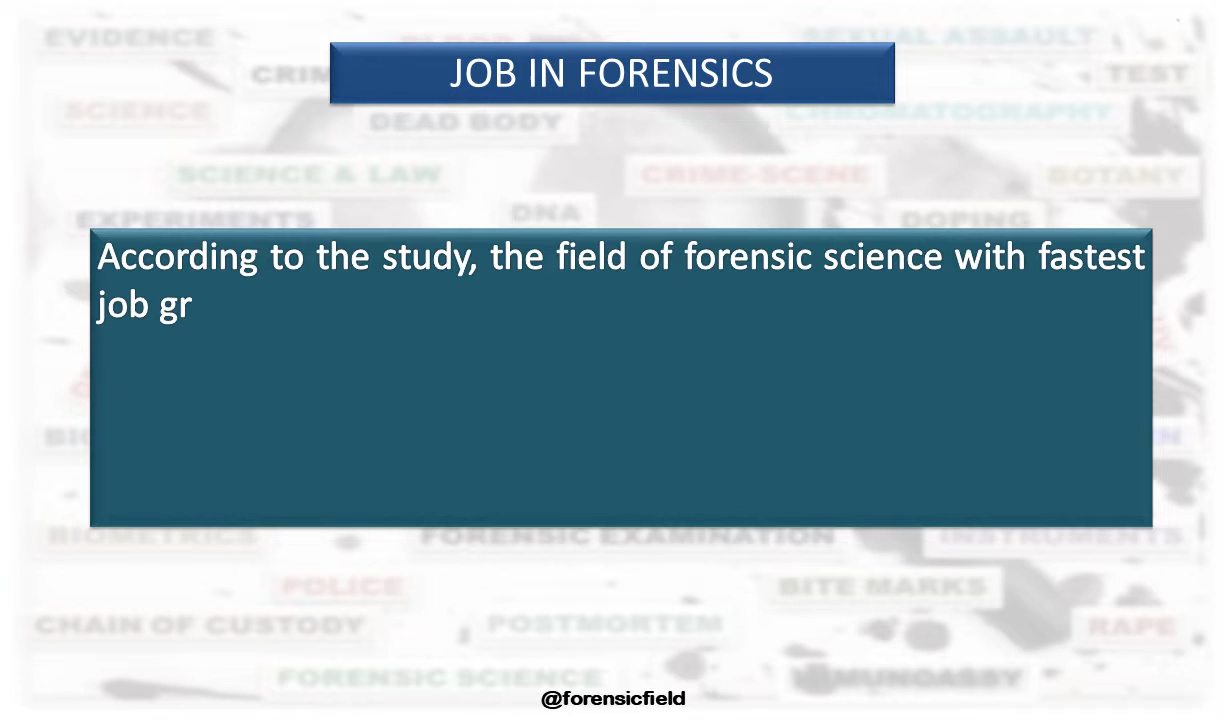 EVIDENCE
SEXUAL ASSAULT
JOB IN FORENSICS
CRIM
TEST
SCIENCE
CHROMATOGRAPHY
DEAD BODY
SCIENCE & LAW
CRIME-SCENE
BOTANY
EXPERIMENTS
DNA
DOPING
According to the study, the field of forensic science with fastest
job gr
BIOMETRICS
FORENSIC EXAMINATION
INSTRUMENTS
POLICE
BITE MARKS
CHAIN OF CUSTODY
POSTMORTEM
RAPE
FORENSIC SCIENCE
@forensicfield